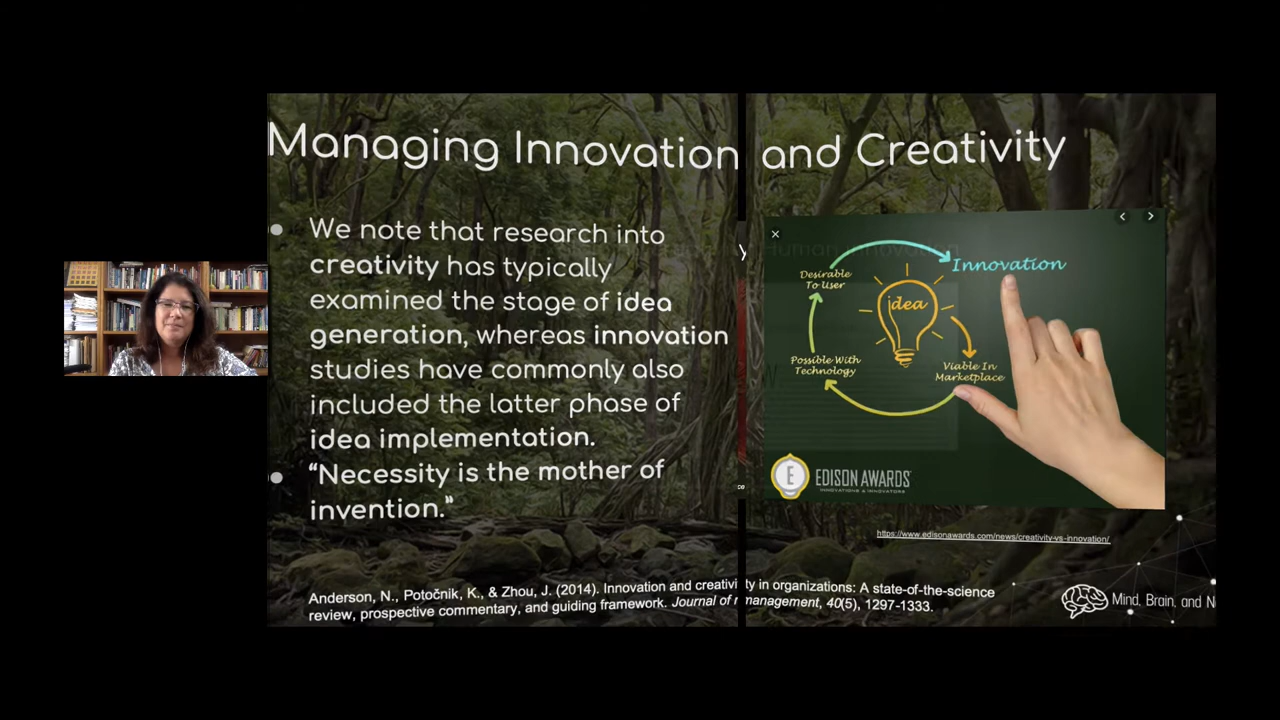 Managing Innovation and Creativity
We note that research into
creativity has typically
examined the stage of idea
generation, whereas innovation
studies have commonly also
included the latter phase of
idea implementation.
“Necessity is the mother of
invention.”
Innovation
Desirable
To User
idea
Possible With
Technology
Viable In
Marketplace
E
EDISON AWARDS
INNOVATIONS & INNOVATORS
https://www.edisonawards.com/news/creativity-vs-innovation/
Anderson, N., Potočnik, K., & Zhou, J. (2014). Innovation and creativity in organizations: A state-of-the-science
review, prospective commentary, and guiding framework. Journal of management, 40(5), 1297-1333.
Mind, Brain, and